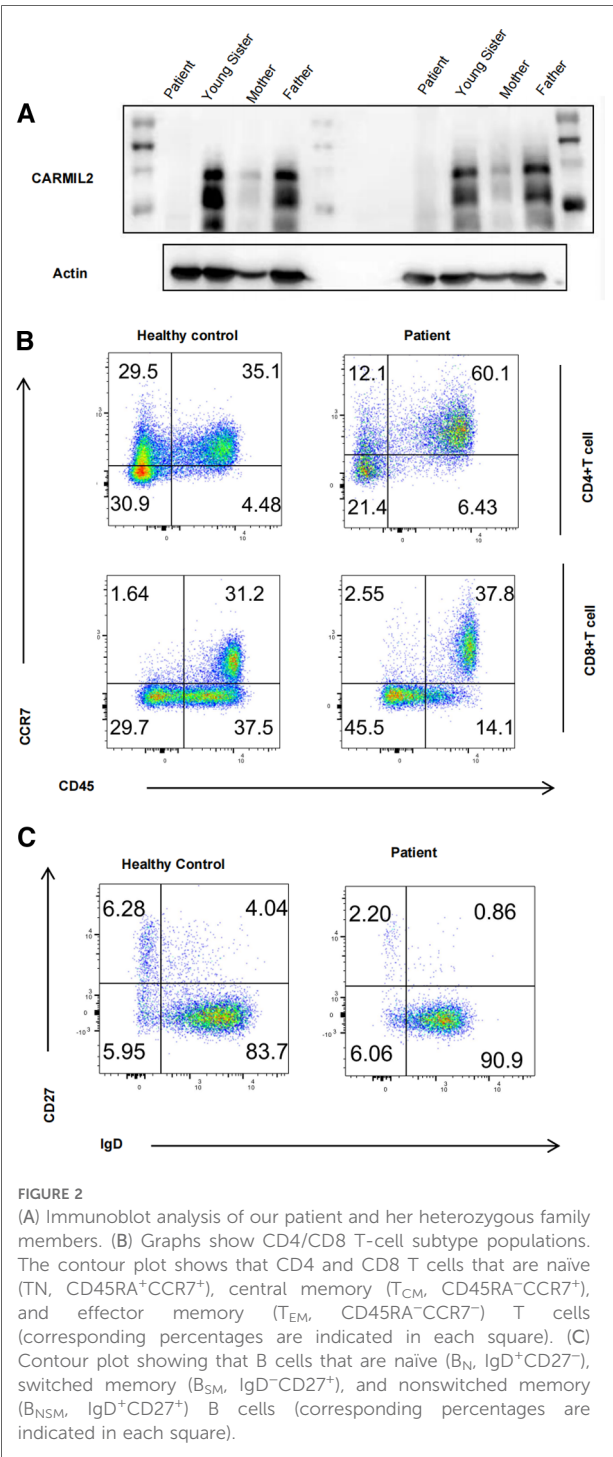 Patient
Young Sister
Mother
Father
Patient
Young Sister
Mother
Father
A
CARMIL2
Actin
B
Healthy control
Patient
29.5 35.1
30.9 4.48
12.1 60.1
21.4 6.43
CD4+T cell
1.64 31.2
29.7 37.5
2.55 37.8
45.5 14.1
CD8+T cell
CCR7
CD45
C
Healthy Control
Patient
6.28 4.04
5.95 83.7
2.20 0.86
6.06 90.9
CD27
IgD
FIGURE 2
(A) Immunoblot analysis of our patient and her heterozygous family
members. (B) Graphs show CD4/CD8 T-cell subtype populations.
The contour plot shows that CD4 and CD8 T cells that are naïve
(TN, CD45RA⁺CCR7⁺), central memory (T_CM, CD45RA⁻CCR7⁺),
and effector memory (T_EM, CD45RA⁻CCR7⁻) T cells
(corresponding percentages are indicated in each square). (C)
Contour plot showing that B cells that are naïve (B_N, IgD⁺CD27⁻),
switched memory (B_SM, IgD⁻CD27⁺), and nonswitched memory
(B_NSM, IgD⁺CD27⁺) B cells (corresponding percentages are
indicated in each square).